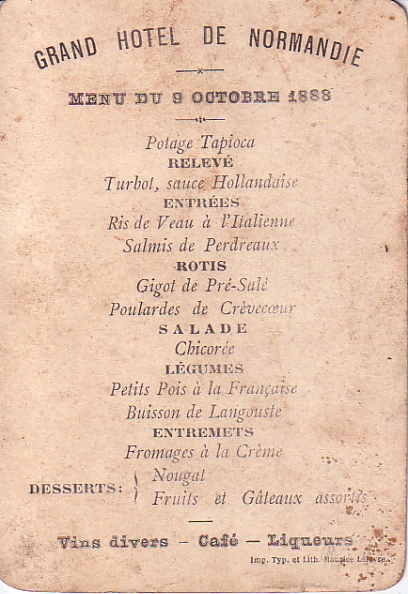 GRAND HOTEL DE NORMANDIE
MENU DU 9 OCTOBRE 1888
Potage Tapioca
RELEVÉ
Turbot, sauce Hollandaise
ENTRÉES
Ris de Veau à l'Italienne
Salmis de Perdreaux
ROTIS
Gigot de Pré-Salé
Poulardes de Crèvecœur
SALADE
Chicorée
LÉGUMES
Petits Pois à la Française
Buisson de Langouste
ENTREMETS
Fromages à la Crème
DESSERTS: { Nougat
Fruits et Gâteaux assortis
Vins divers - Café - Liqueurs
Imp. Typ. et Lith. Maurice Lefevre